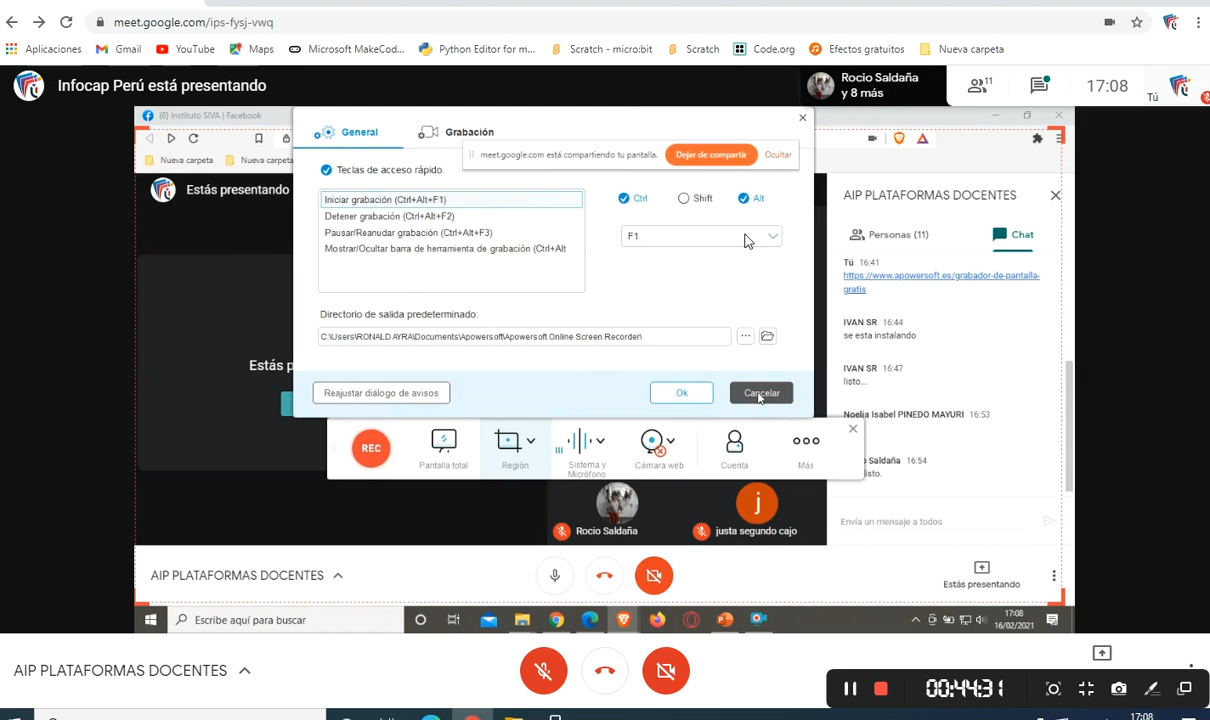 meet.google.com/ips-fysj-vwq
Aplicaciones
Gmail
YouTube
Maps
Microsoft MakeCod...
Python Editor for m...
Scratch - micro:bit
Scratch
Code.org
Efectos gratuitos
Nueva carpeta
Infocap Perú está presentando
Rocio Saldaña
y 8 más
11
17:08
Tú
(6) Instituto SIVA | Facebook
General
Grabación
meet.google.com está compartiendo tu pantalla.
Dejar de compartir
Ocultar
Nueva carpeta
Nueva carpeta
Teclas de acceso rápido.
Estás presentando
AIP PLATAFORMAS DOCENTES
Iniciar grabación (Ctrl+Alt+F1)
Detener grabación (Ctrl+Alt+F2)
Pausar/Reanudar grabación (Ctrl+Alt+F3)
Mostrar/Ocultar barra de herramienta de grabación (Ctrl+Alt
Ctrl
Shift
Alt
F1
Personas (11)
Chat
Tú 16:41
https://www.apowersoft.es/grabador-de-pantalla-
gratis
Directorio de salida predeterminado:
C:\Users\RONALD AYRA\Documents\Apowersoft\Apowersoft Online Screen Recorder\
...
IVAN SR 16:44
se esta instalando
Estás p
IVAN SR 16:47
listo...
Reajustar diálogo de avisos
Ok
Cancelar
Noelia Isabel PINEDO MAYURI 16:53
REC
Pantalla total
Región
Sistema y
Micrófono
Cámara web
Cuenta
Más
Saldaña 16:54
listo.
j
Rocio Saldaña
justa segundo cajo
Envía un mensaje a todos
AIP PLATAFORMAS DOCENTES
Estás presentando
Escribe aquí para buscar
17:08
16/02/2021
AIP PLATAFORMAS DOCENTES
00:44:31
17:08